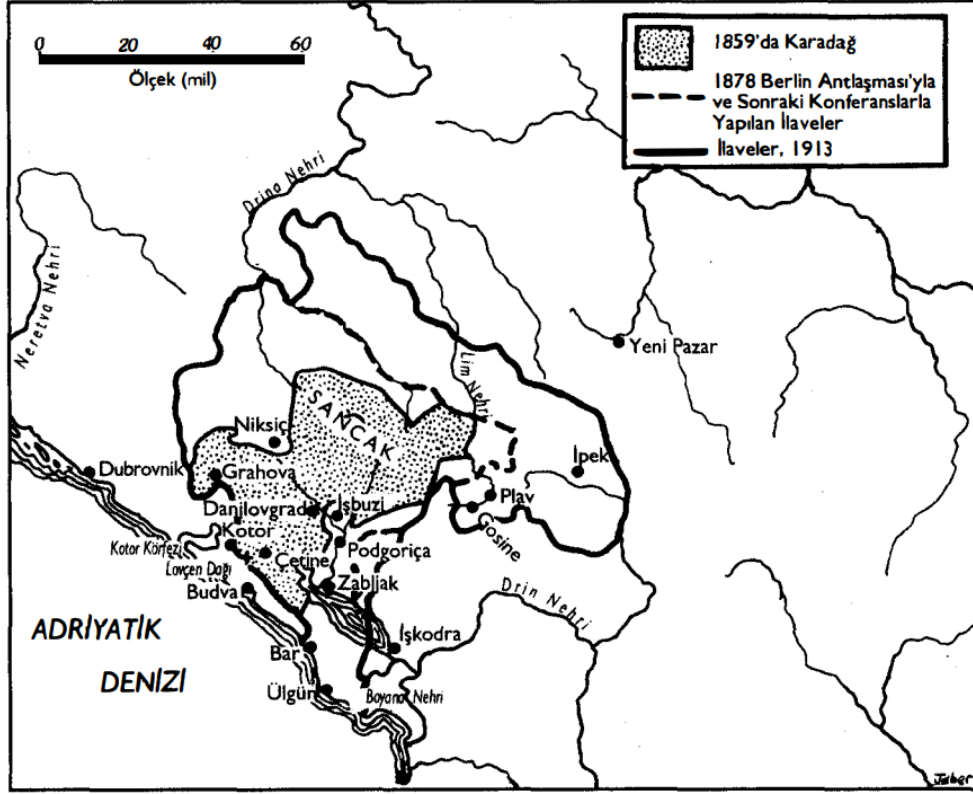 0 20 40 60
Ölçek (mil)
1859'da Karadağ
1878 Berlin Antlaşması'yla
ve Sonraki Konferanslarla
Yapılan İlaveler
İlaveler, 1913
Drina Nehri
Neretva Nehri
Lim Nehri
Yeni Pazar
SANCAK
Niksiç
Dubrovnik
Grahova
İpek
Danilovgrad
İşbuzi
Plav
Gosine
Kotor
Kotor Körfezi
Lovçen Dağı
Çetine
Podgoriça
Budva
Zabljak
Drin Nehri
ADRİYATİK
DENİZİ
Bar
İşkodra
Ülgün
Boyana Nehri